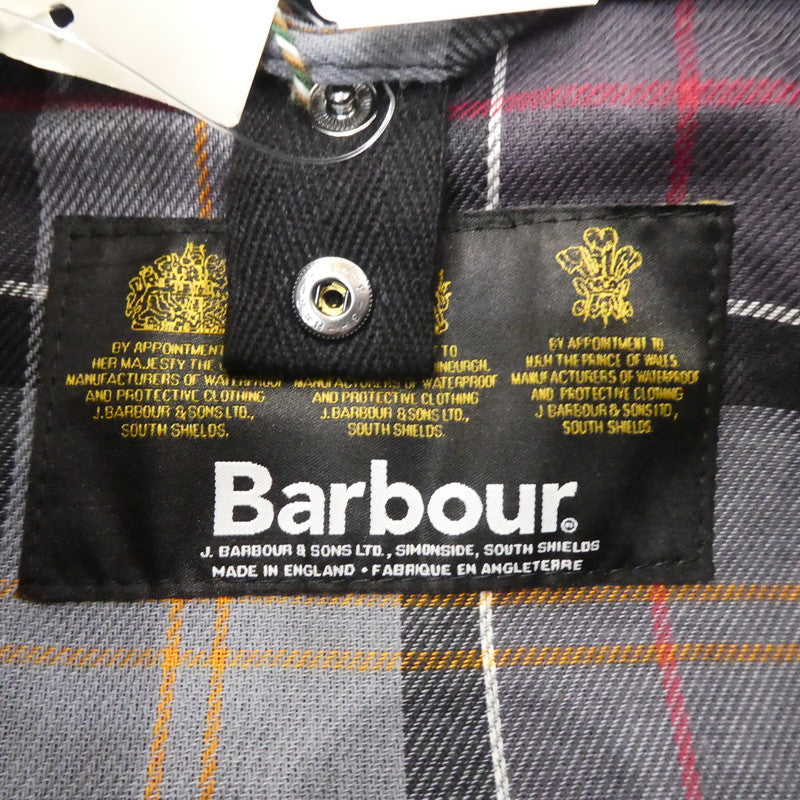 BY APPOINTMENT
HER MAJESTY THE
MANUFACTURERS OF WATERPROOF
AND PROTECTIVE CLOTHING
J. BARBOUR & SONS LTD.,
SOUTH SHIELDS.
TO
MANUFACTURERS OF WATERPROOF
AND PROTECTIVE CLOTHING
J. BARBOUR & SONS LTD.,
SOUTH SHIELDS.
BY APPOINTMENT TO
H.R.H THE PRINCE OF WALES
MANUFACTURERS OF WATERPROOF
AND PROTECTIVE CLOTHING
J. BARBOUR & SONS LTD.,
SOUTH SHIELDS.
Barbour®
J. BARBOUR & SONS LTD., SIMONSIDE, SOUTH SHIELDS
MADE IN ENGLAND • FABRIQUE EN ANGLETERRE